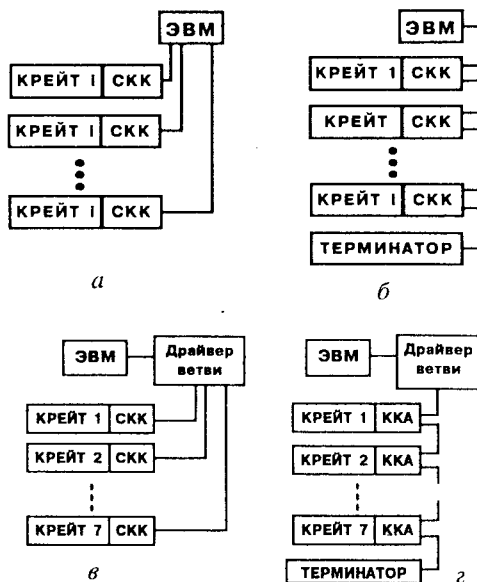 ЭВМ
КРЕЙТ I СКК
КРЕЙТ I СКК
КРЕЙТ I СКК
а
ЭВМ
КРЕЙТ 1 СКК
КРЕЙТ СКК
КРЕЙТ I СКК
ТЕРМИНАТОР
б
ЭВМ
Драйвер
ветви
КРЕЙТ 1 СКК
КРЕЙТ 2 СКК
КРЕЙТ 7 СКК
в
ЭВМ
Драйвер
ветви
КРЕЙТ 1 ККА
КРЕЙТ 2 ККА
КРЕЙТ 7 ККА
ТЕРМИНАТОР
г